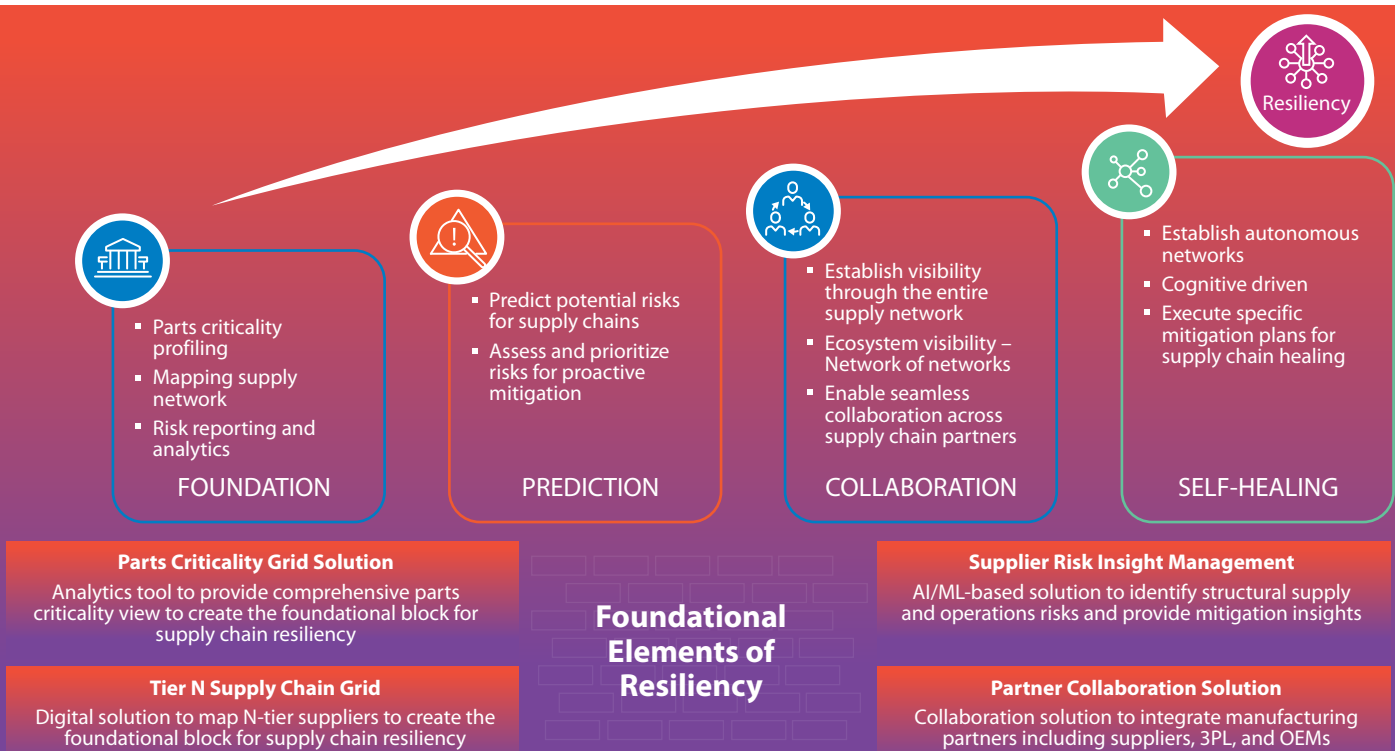 Resiliency
▪ Parts criticality
profiling
▪ Mapping supply
network
▪ Risk reporting and
analytics
FOUNDATION
▪ Predict potential risks
for supply chains
▪ Assess and prioritize
risks for proactive
mitigation
PREDICTION
▪ Establish visibility
through the entire
supply network
▪ Ecosystem visibility –
Network of networks
▪ Enable seamless
collaboration across
supply chain partners
COLLABORATION
▪ Establish autonomous
networks
▪ Cognitive driven
▪ Execute specific
mitigation plans for
supply chain healing
SELF-HEALING
Parts Criticality Grid Solution
Analytics tool to provide comprehensive parts
criticality view to create the foundational block for
supply chain resiliency
Tier N Supply Chain Grid
Digital solution to map N-tier suppliers to create the
foundational block for supply chain resiliency
Foundational
Elements of
Resiliency
Supplier Risk Insight Management
AI/ML-based solution to identify structural supply
and operations risks and provide mitigation insights
Partner Collaboration Solution
Collaboration solution to integrate manufacturing
partners including suppliers, 3PL, and OEMs